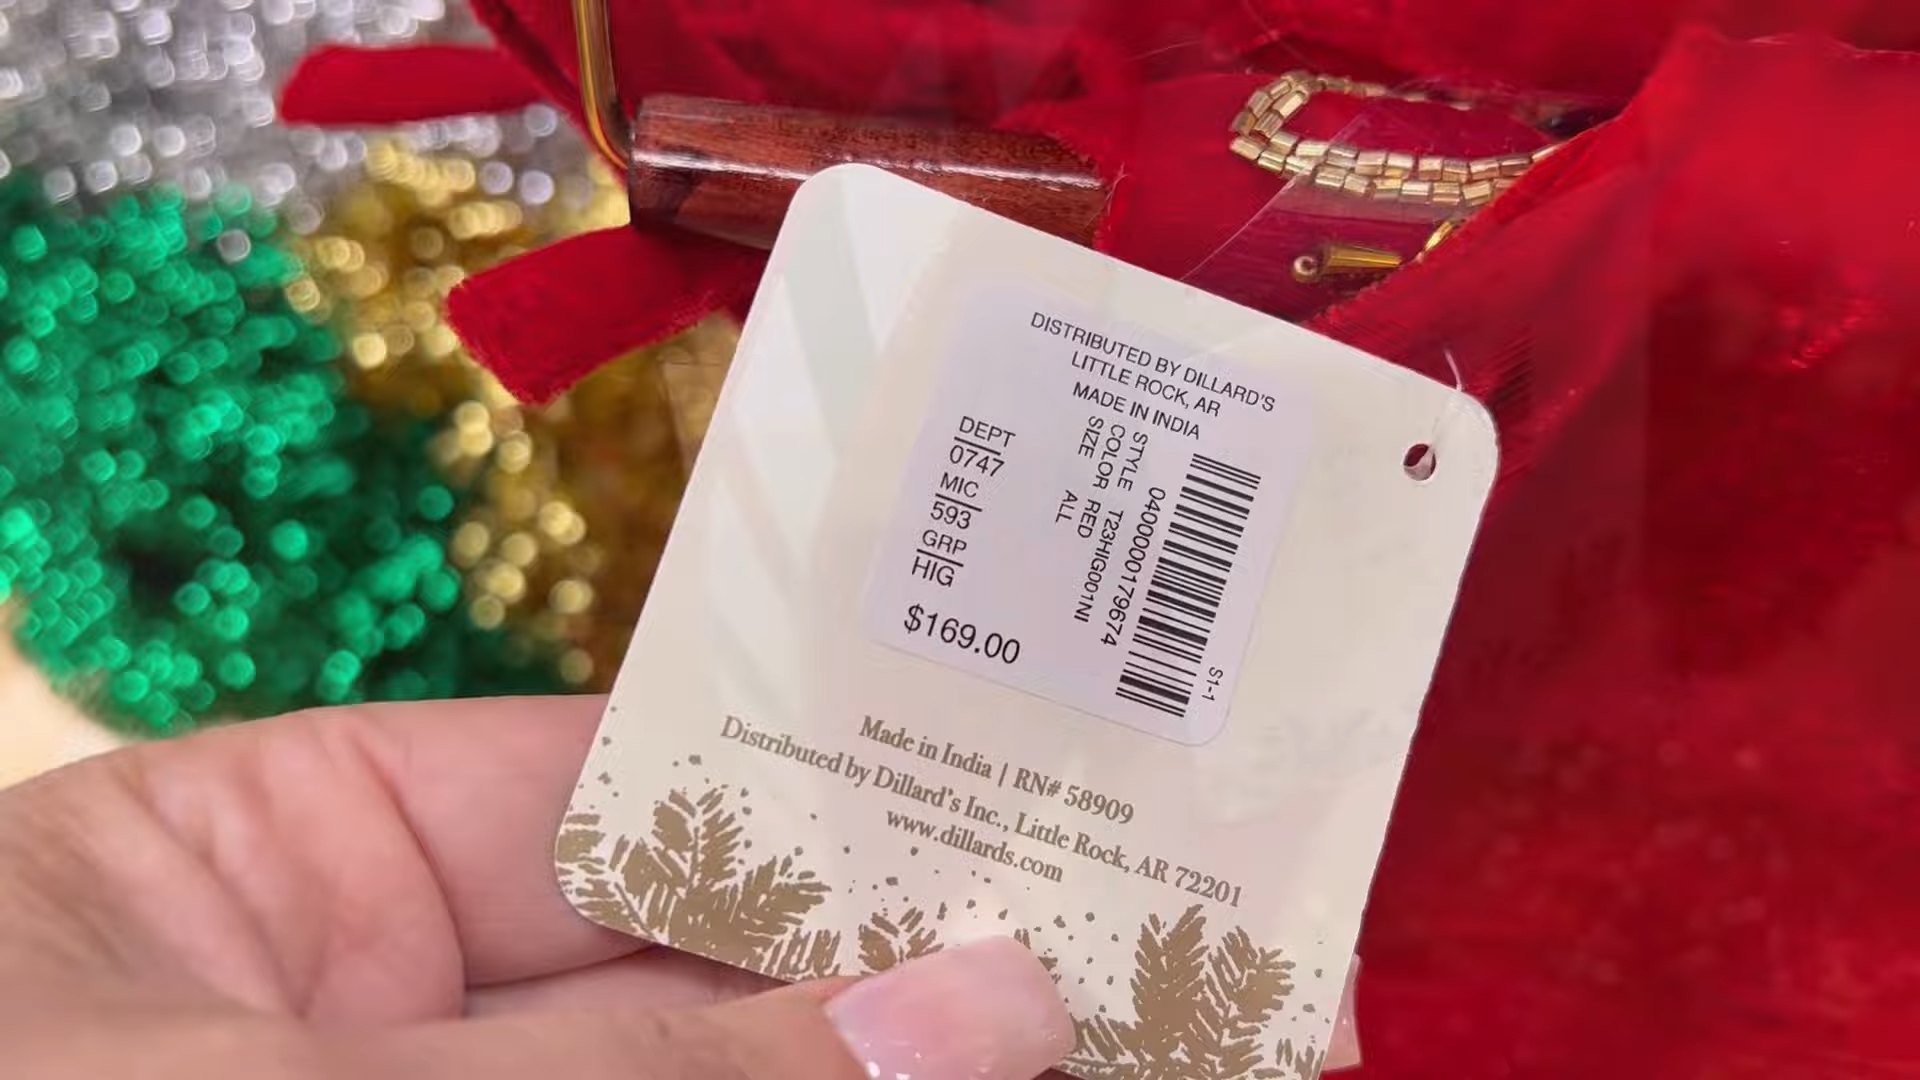 DISTRIBUTED BY DILLARD'S
LITTLE ROCK, AR
MADE IN INDIA
DEPT
0747
MIC
593
GRP
HIG
$169.00
STYLE T23HIG001NI
COLOR RED
SIZE ALL
0400000179674
S1-1
Made in India | RN# 58909
Distributed by Dillard's Inc., Little Rock, AR 72201
www.dillards.com